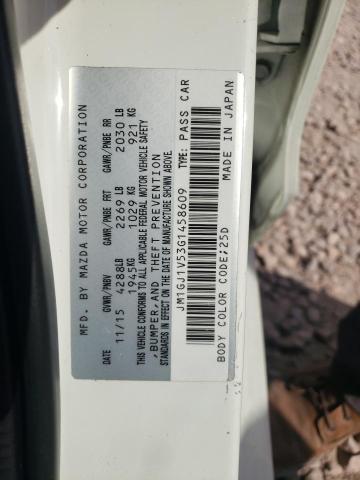 MFD. BY MAZDA MOTOR CORPORATION
DATE GVWR/PNBV GAWR/PNBE FRT GAWR/PNBE RR
11/15 4288LB 2269 LB 2030 LB
1945KG 1029 KG 921 KG
THIS VEHICLE CONFORMS TO ALL APPLICABLE FEDERAL MOTOR VEHICLE SAFETY
,BUMPER,AND THEFT PREVENTION
STANDARDS IN EFFECT ON THE DATE OF MANUFACTURE SHOWN ABOVE.
JM1GJ1V53G1458609 TYPE: PASS CAR
BODY COLOR CODE;25D MADE IN JAPAN